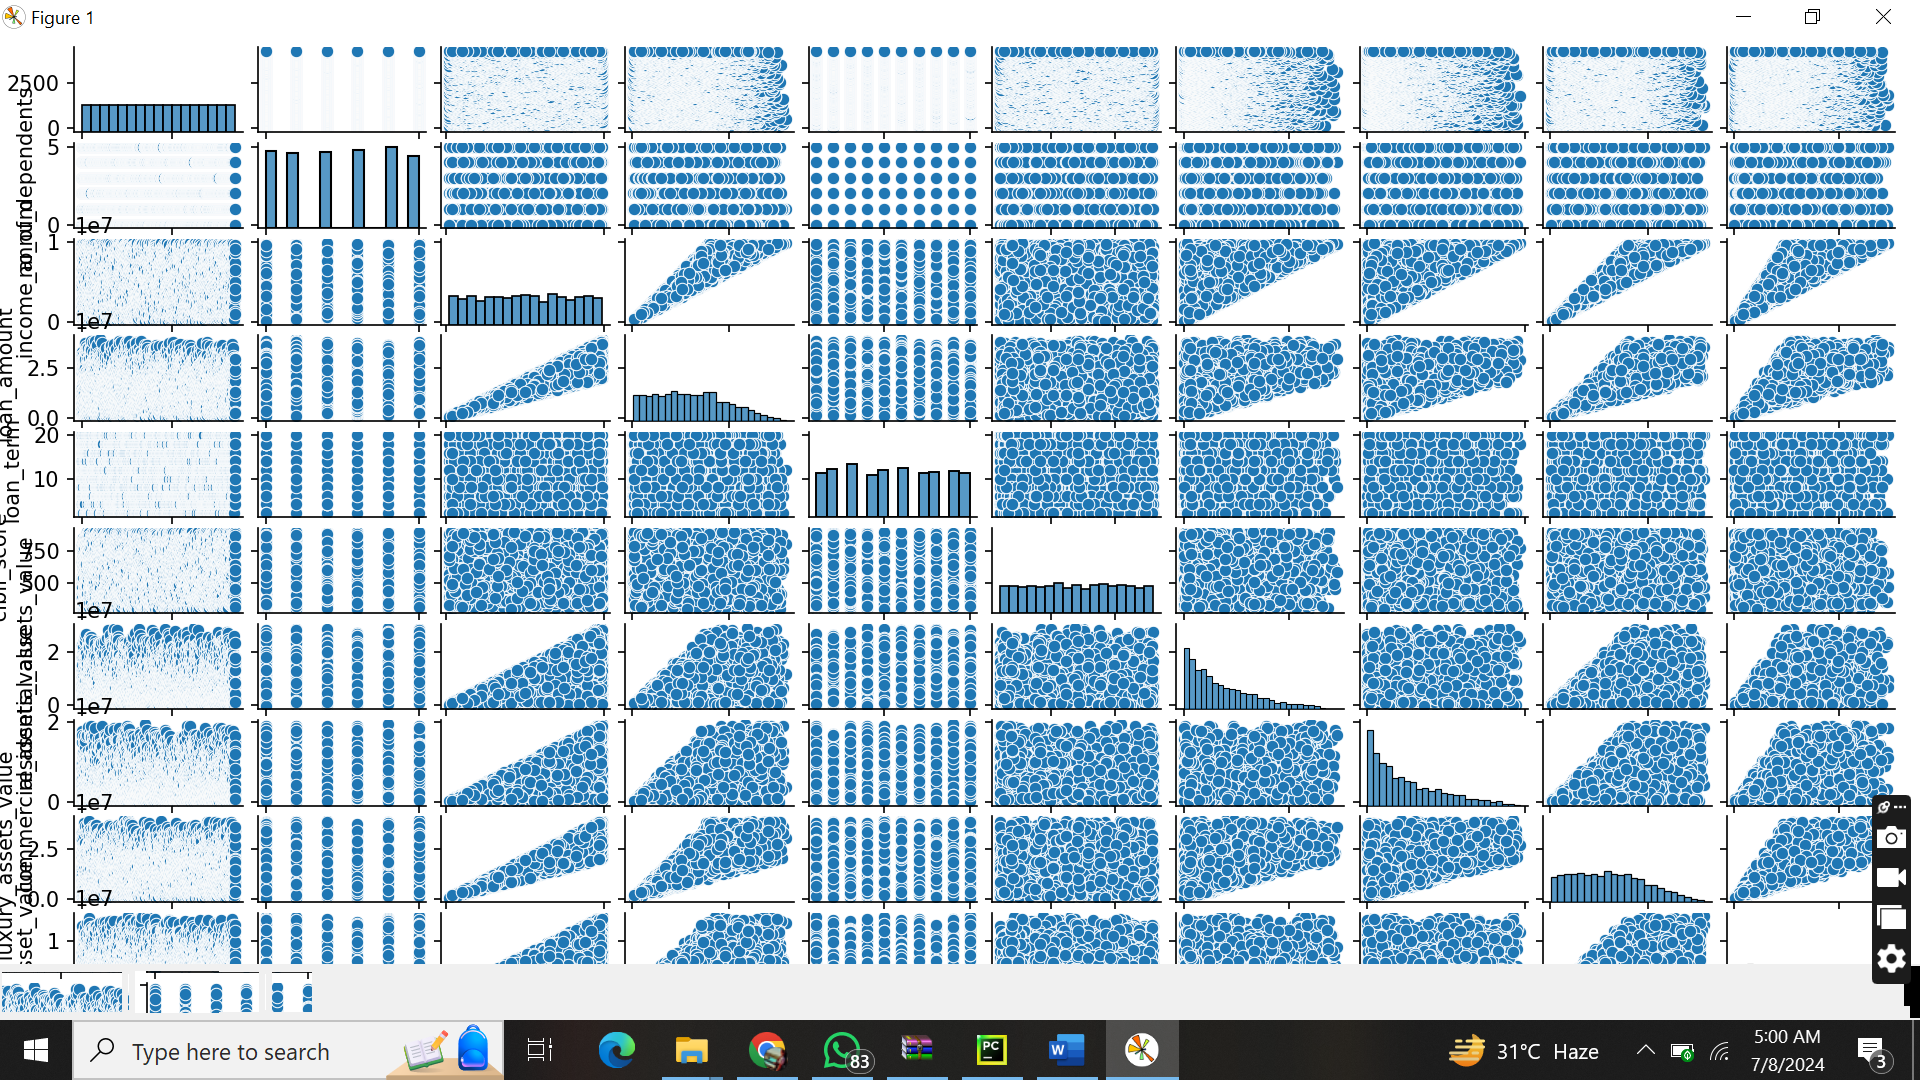 Figure 1
2500
0
no_of_dependents
5
0
1e7
income_annum
1
0
1e7
loan_amount
2.5
0.0
loan_term
20
10
1e7
2
0
1e7
2
0
1e7
luxury_assets_value
2.5
0.0
1e7
1
Type here to search
83
PC
W
31°C Haze
5:00 AM
7/8/2024
3